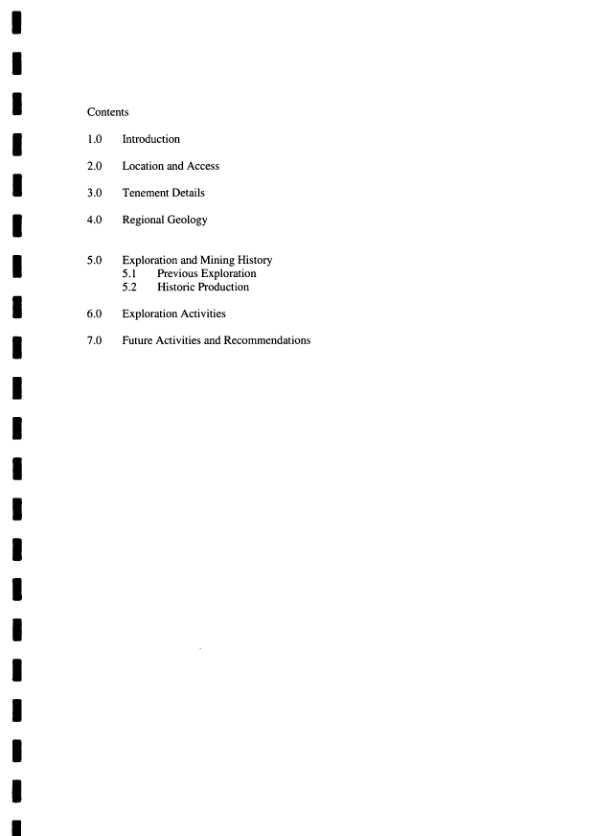 Contents
1.0 Introduction
2.0 Location and Access
3.0 Tenement Details
4.0 Regional Geology
5.0 Exploration and Mining History
5.1 Previous Exploration
5.2 Historic Production
6.0 Exploration Activities
7.0 Future Activities and Recommendations